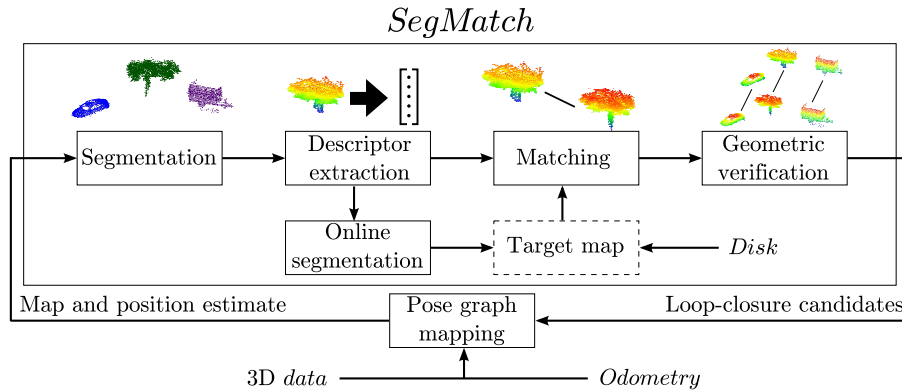 SegMatch
Segmentation
Descriptor
extraction
Matching
Geometric
verification
Online
segmentation
Target map
Disk
Map and position estimate
Pose graph
mapping
Loop-closure candidates
3D data
Odometry